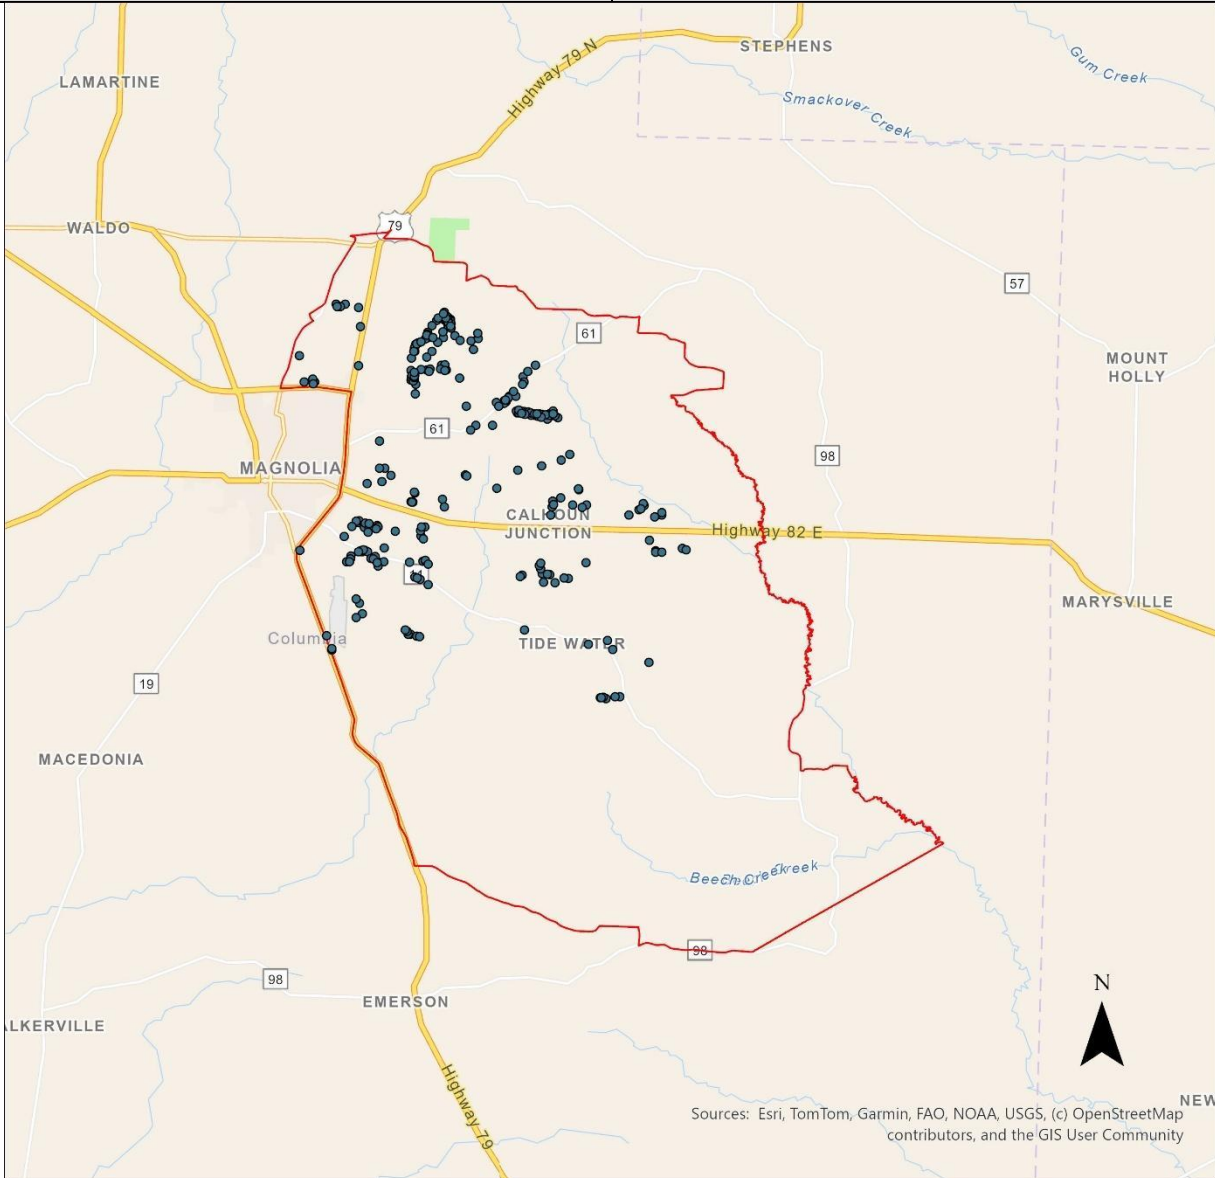 Highway 79 N
STEPHENS
Gum Creek
LAMARTINE
Smackover Creek
79
WALDO
57
61
MOUNT
HOLLY
61
98
MAGNOLIA
CALHOUN
JUNCTION
Highway 82 E
MARYSVILLE
Columbia
TIDE WATER
19
MACEDONIA
Beech Creek
98
98
N
EMERSON
ALKERVILLE
Highway 79
NEW
Sources: Esri, TomTom, Garmin, FAO, NOAA, USGS, (c) OpenStreetMap
contributors, and the GIS User Community